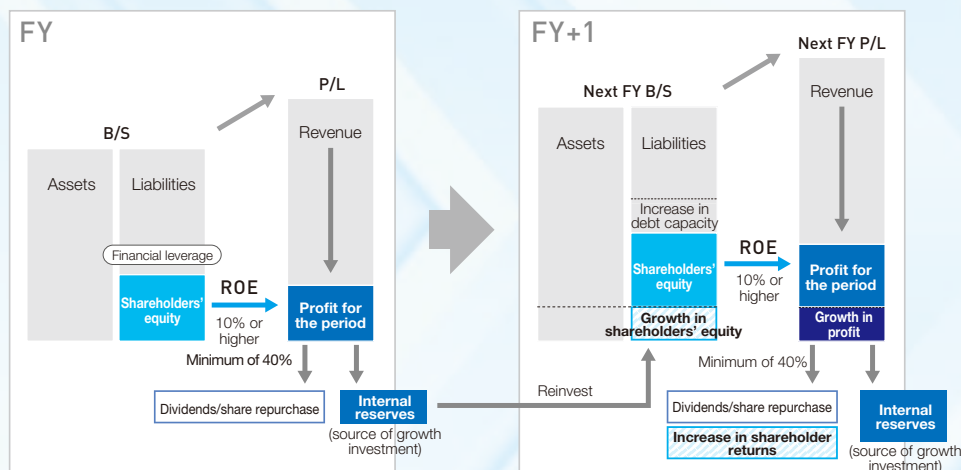 FY
P/L
B/S
Revenue
Assets
Liabilities
Financial leverage
Shareholders'
equity
ROE
10% or
higher
Profit for
the period
Minimum of 40%
Dividends/share repurchase
Internal
reserves
(source of growth
investment)
Reinvest
FY+1
Next FY P/L
Next FY B/S
Revenue
Assets
Liabilities
Increase in
debt capacity
Shareholders'
equity
ROE
10% or
higher
Profit for
the period
Growth in
shareholders' equity
Growth in
profit
Minimum of 40%
Dividends/share repurchase
Increase in shareholder
returns
Internal
reserves
(source of growth
investment)